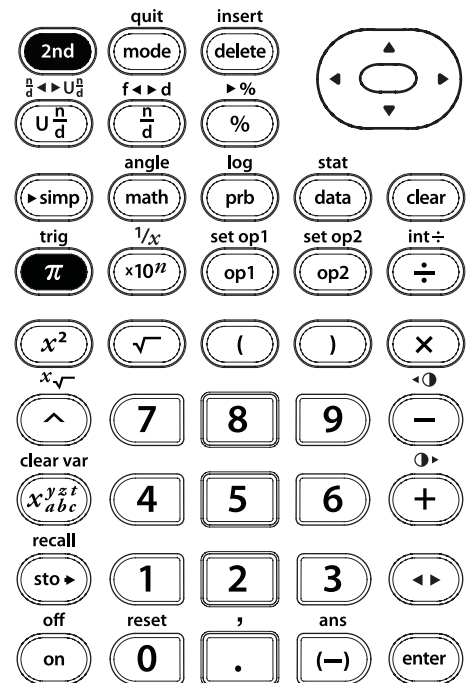 quit insert
2nd mode delete
n/d ◂ ▸ U n/d f ◂ ▸ d ▸ %
U n/d n/d %
angle log stat
▸ simp math prb data clear
trig 1/x set op1 set op2 int÷
π ×10ⁿ op1 op2 ÷
x² √ ( ) ×
x√ ◂◑
^ 7 8 9 −
clear var ◑▸
x y z t a b c 4 5 6 +
recall
sto ▸ 1 2 3 ◂ ▸
off reset , ans
on 0 . (−) enter